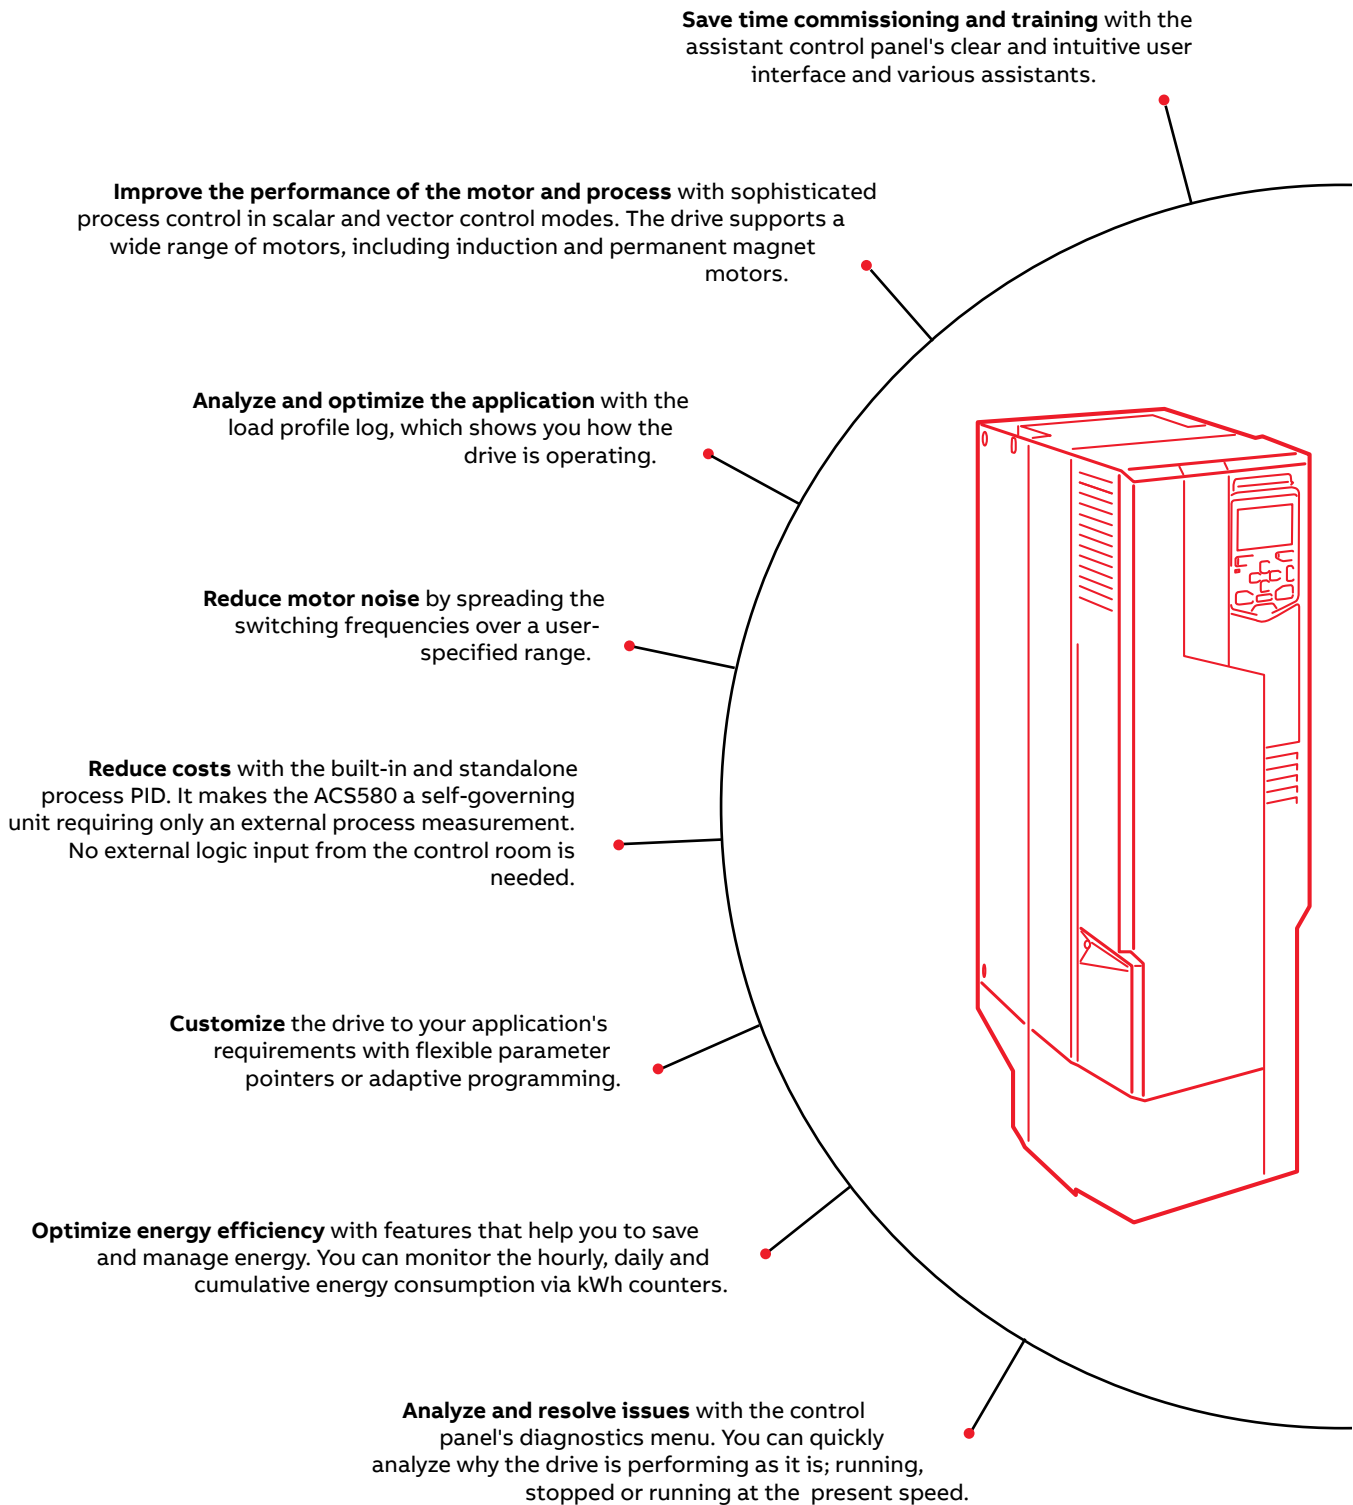 Save time commissioning and training with the
assistant control panel's clear and intuitive user
interface and various assistants.
Improve the performance of the motor and process with sophisticated
process control in scalar and vector control modes. The drive supports a
wide range of motors, including induction and permanent magnet
motors.
Analyze and optimize the application with the
load profile log, which shows you how the
drive is operating.
Reduce motor noise by spreading the
switching frequencies over a user-
specified range.
Reduce costs with the built-in and standalone
process PID. It makes the ACS580 a self-governing
unit requiring only an external process measurement.
No external logic input from the control room is
needed.
Customize the drive to your application's
requirements with flexible parameter
pointers or adaptive programming.
Optimize energy efficiency with features that help you to save
and manage energy. You can monitor the hourly, daily and
cumulative energy consumption via kWh counters.
Analyze and resolve issues with the control
panel's diagnostics menu. You can quickly
analyze why the drive is performing as it is; running,
stopped or running at the present speed.